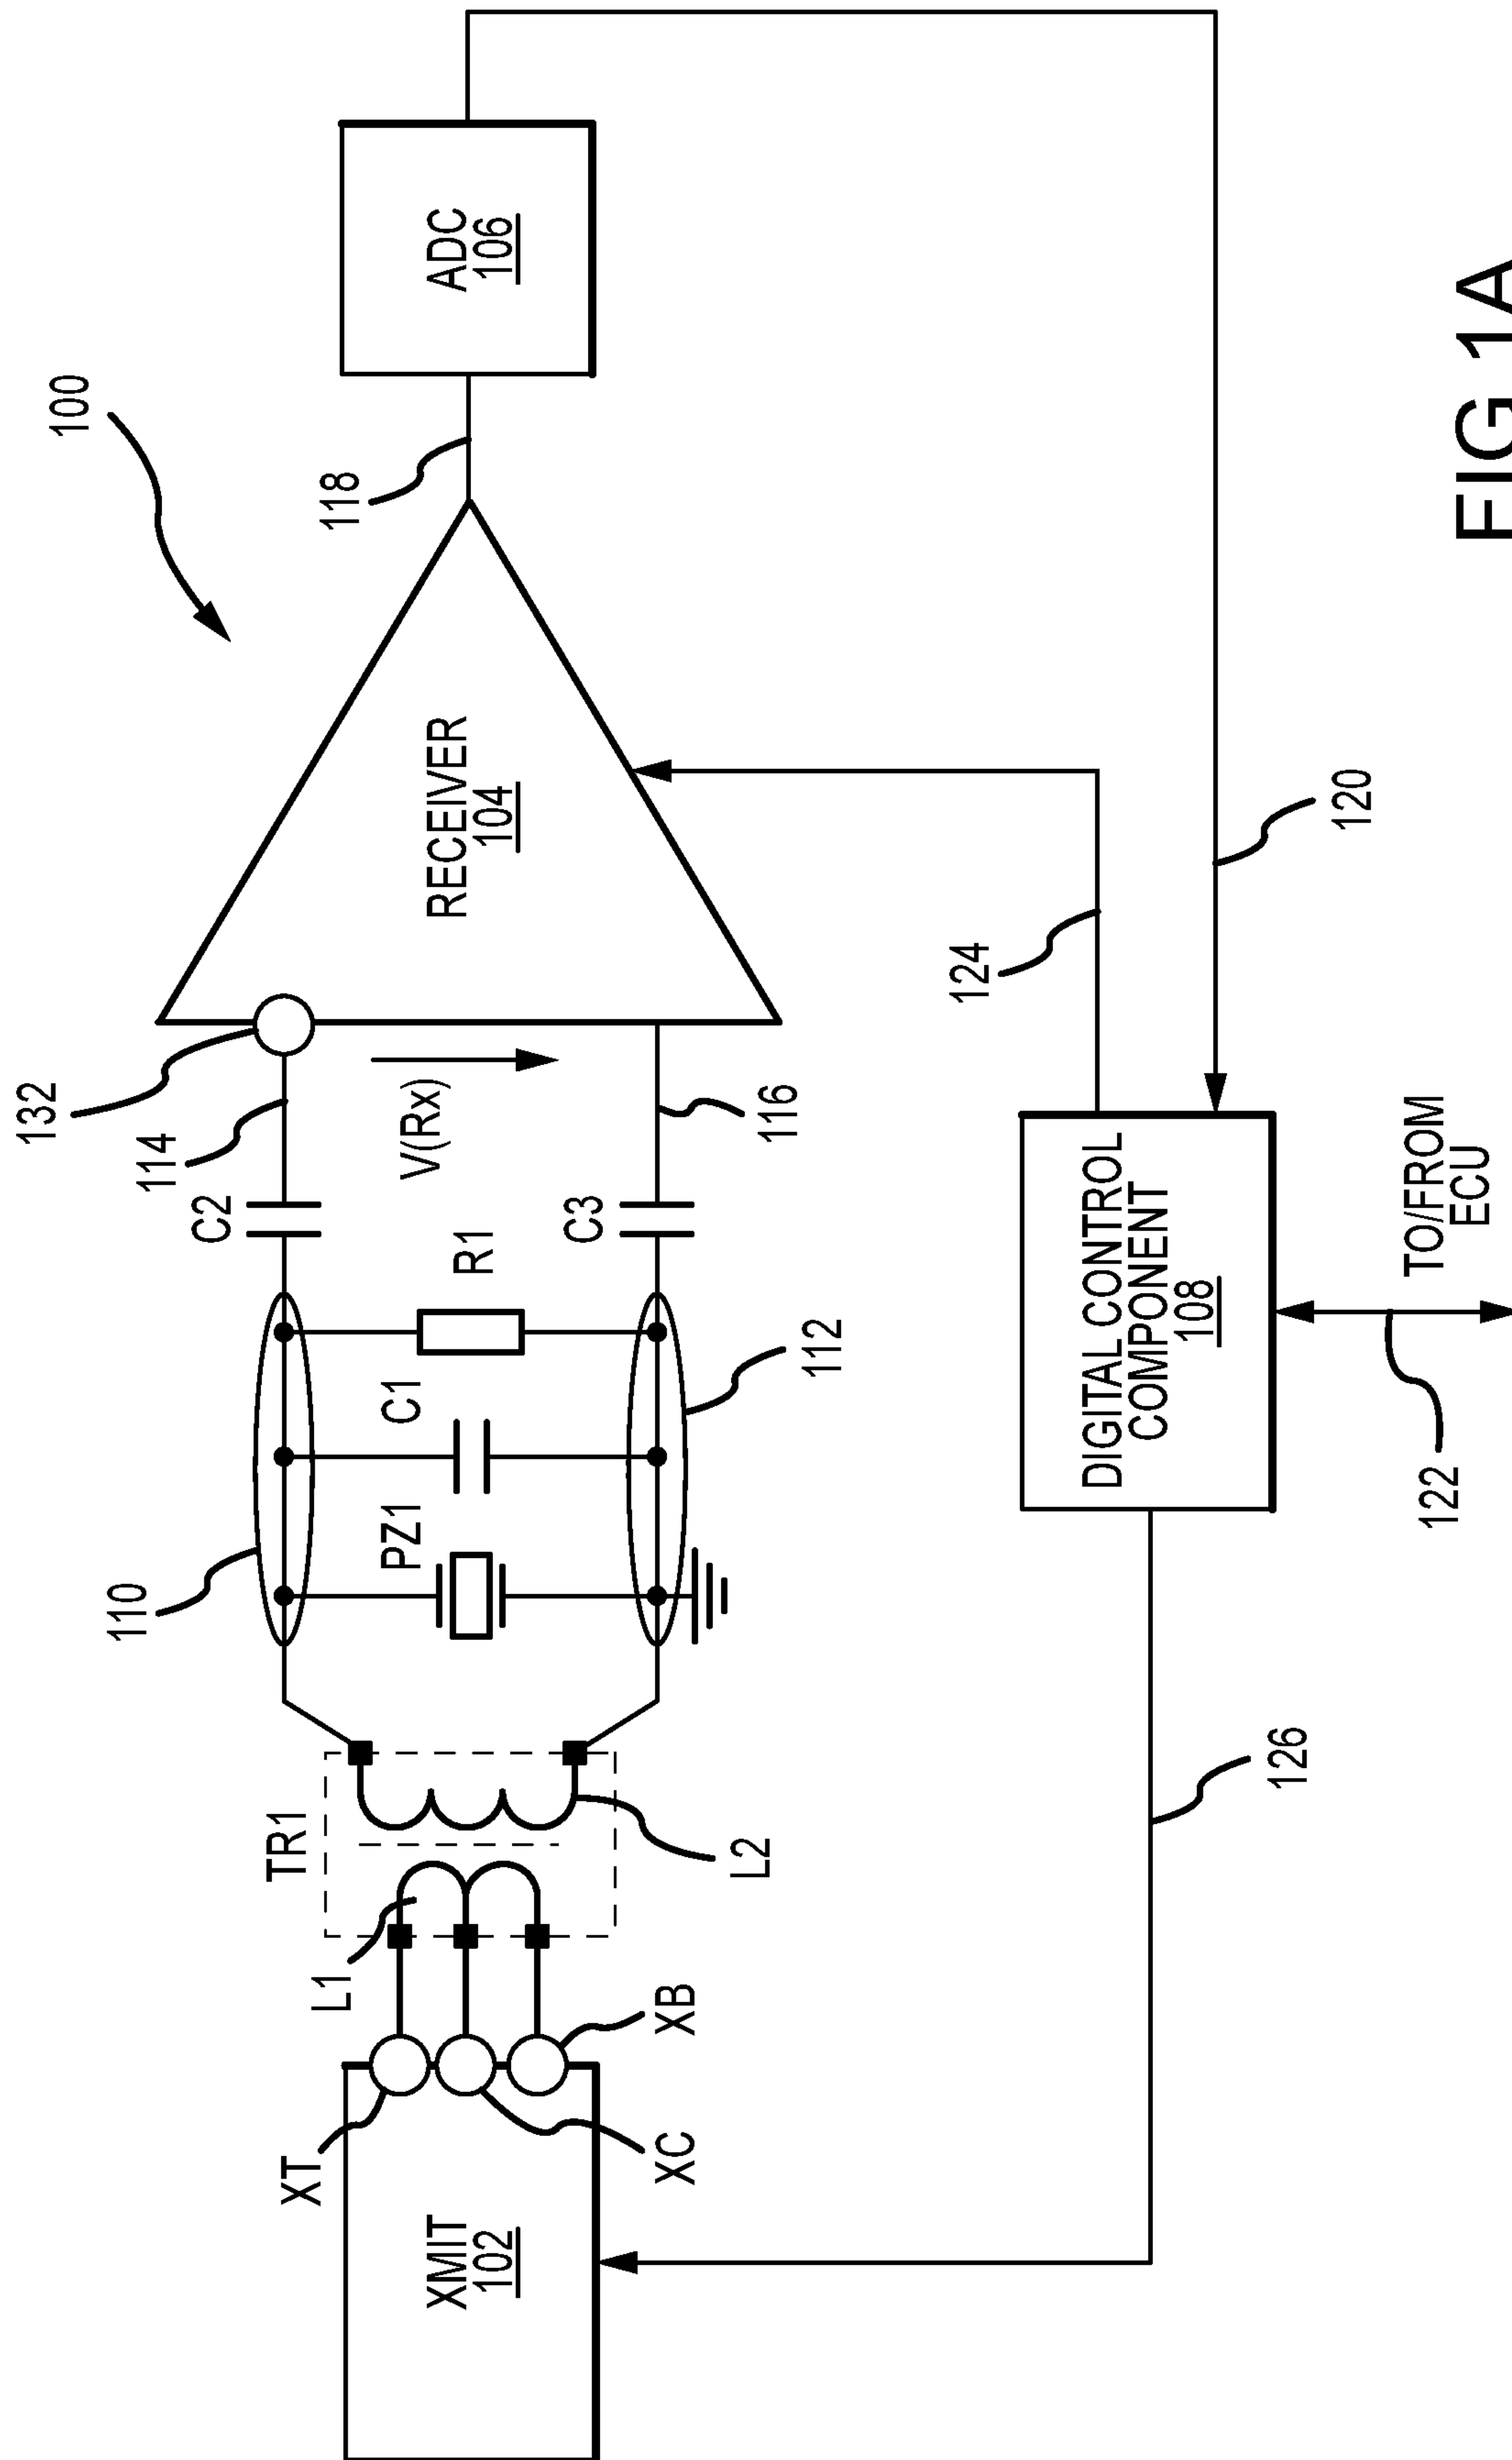 100
132
114
118
110
TR1
C2
V(Rx)
ADC
106
RECEIVER
104
PZ1
C1
R1
C3
L1
XT
XMIT
102
XC
XB
L2
112
116
124
120
DIGITAL CONTROL
COMPONENT
108
126
122
TO/FROM
ECU
FIG 1A